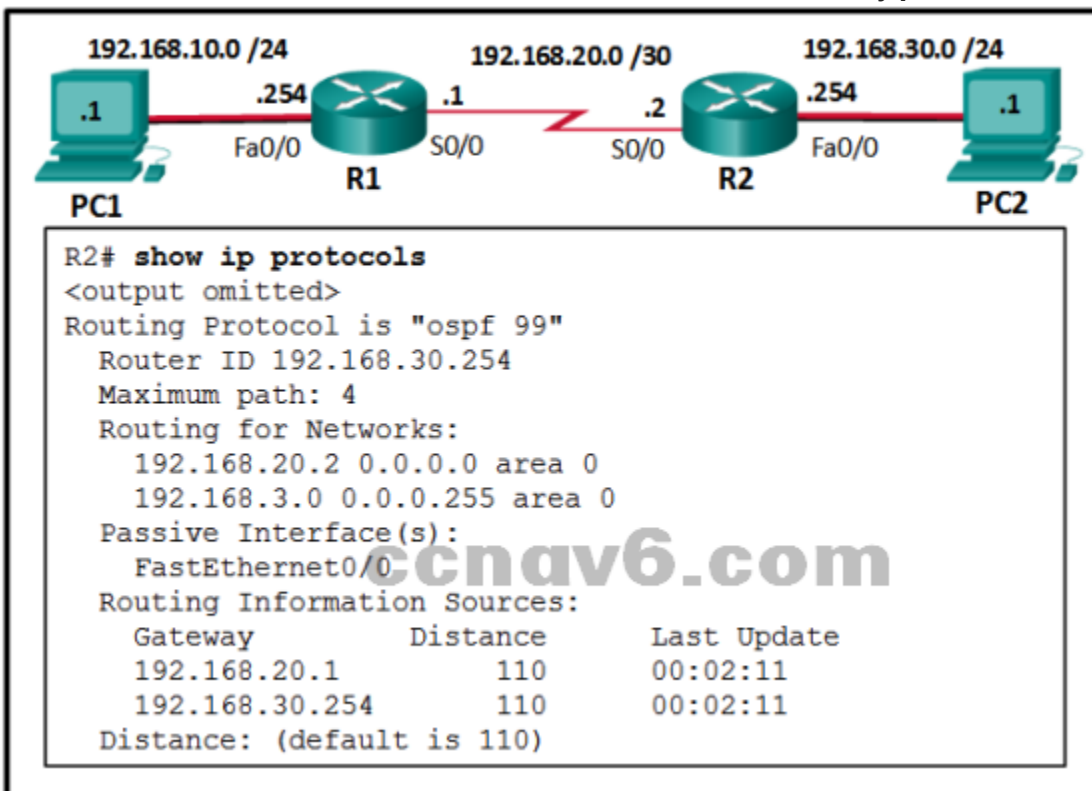 192.168.10.0 /24
192.168.20.0 /30
192.168.30.0 /24
.1
.254
.1
.2
.254
.1
Fa0/0
S0/0
S0/0
Fa0/0
R1
R2
PC1
PC2
R2# show ip protocols
<output omitted>
Routing Protocol is "ospf 99"
Router ID 192.168.30.254
Maximum path: 4
Routing for Networks:
192.168.20.2 0.0.0.0 area 0
192.168.3.0 0.0.0.255 area 0
Passive Interface(s):
FastEthernet0/0
ccnav6.com
Routing Information Sources:
Gateway Distance Last Update
192.168.20.1 110 00:02:11
192.168.30.254 110 00:02:11
Distance: (default is 110)